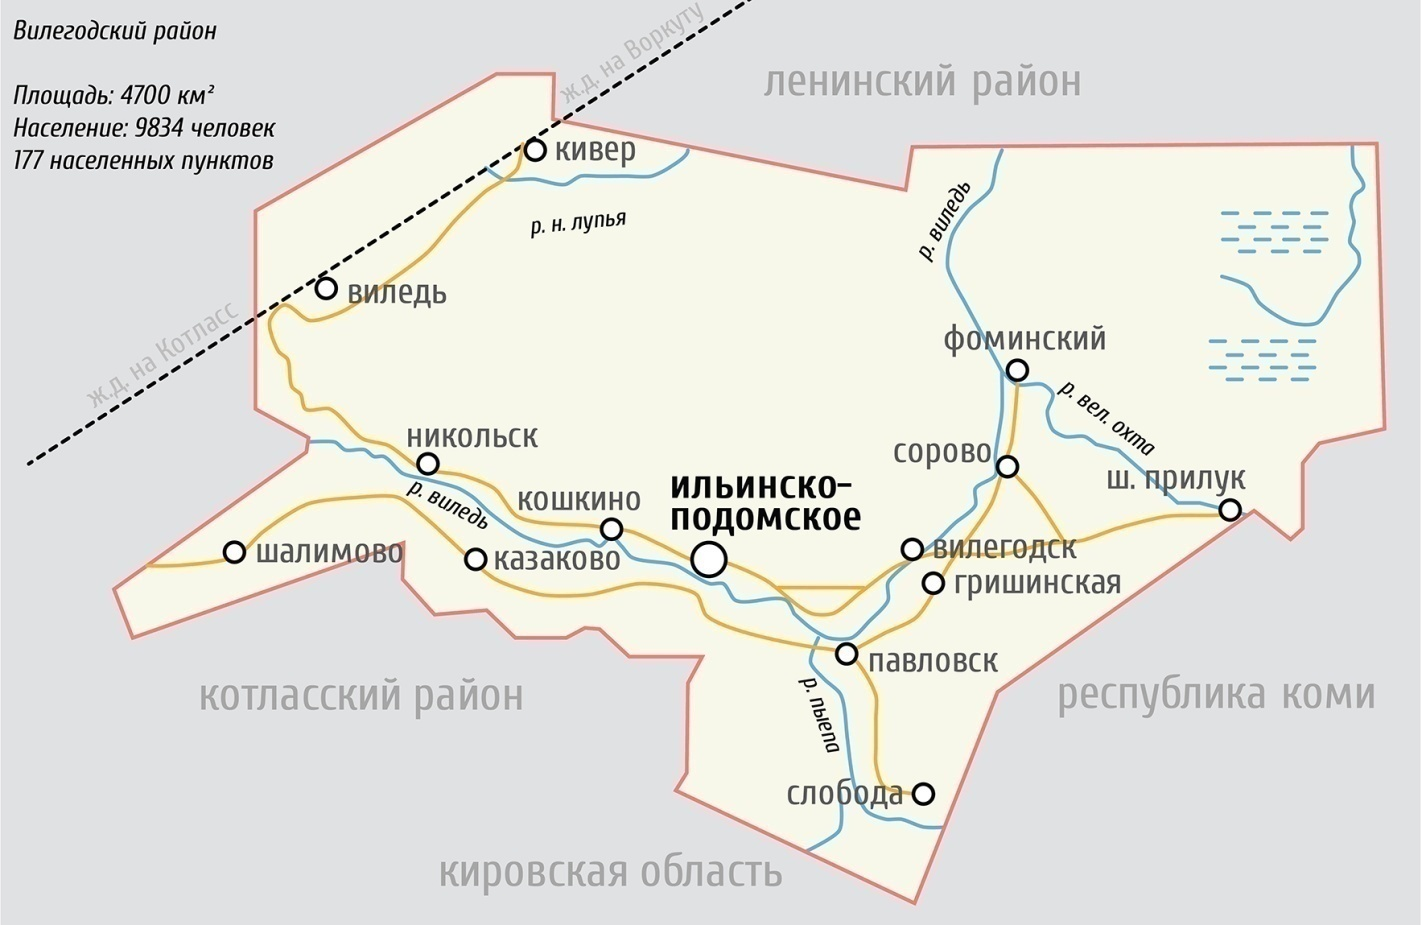 Вилегодский район
Площадь: 4700 км²
Население: 9834 человек
177 населенных пунктов
ж.д. на Воркуту
ленинский район
кивер
р. н. лупья
р. виледь
виледь
ж.д. на Котласс
фоминский
р. вел. охта
никольск
сорово
ш. прилук
р. виледь
кошкино
ильинско-
подомское
шалимово
казаково
вилегодск
гришинская
павловск
котласский район
республика коми
р. пыепа
слобода
кировская область